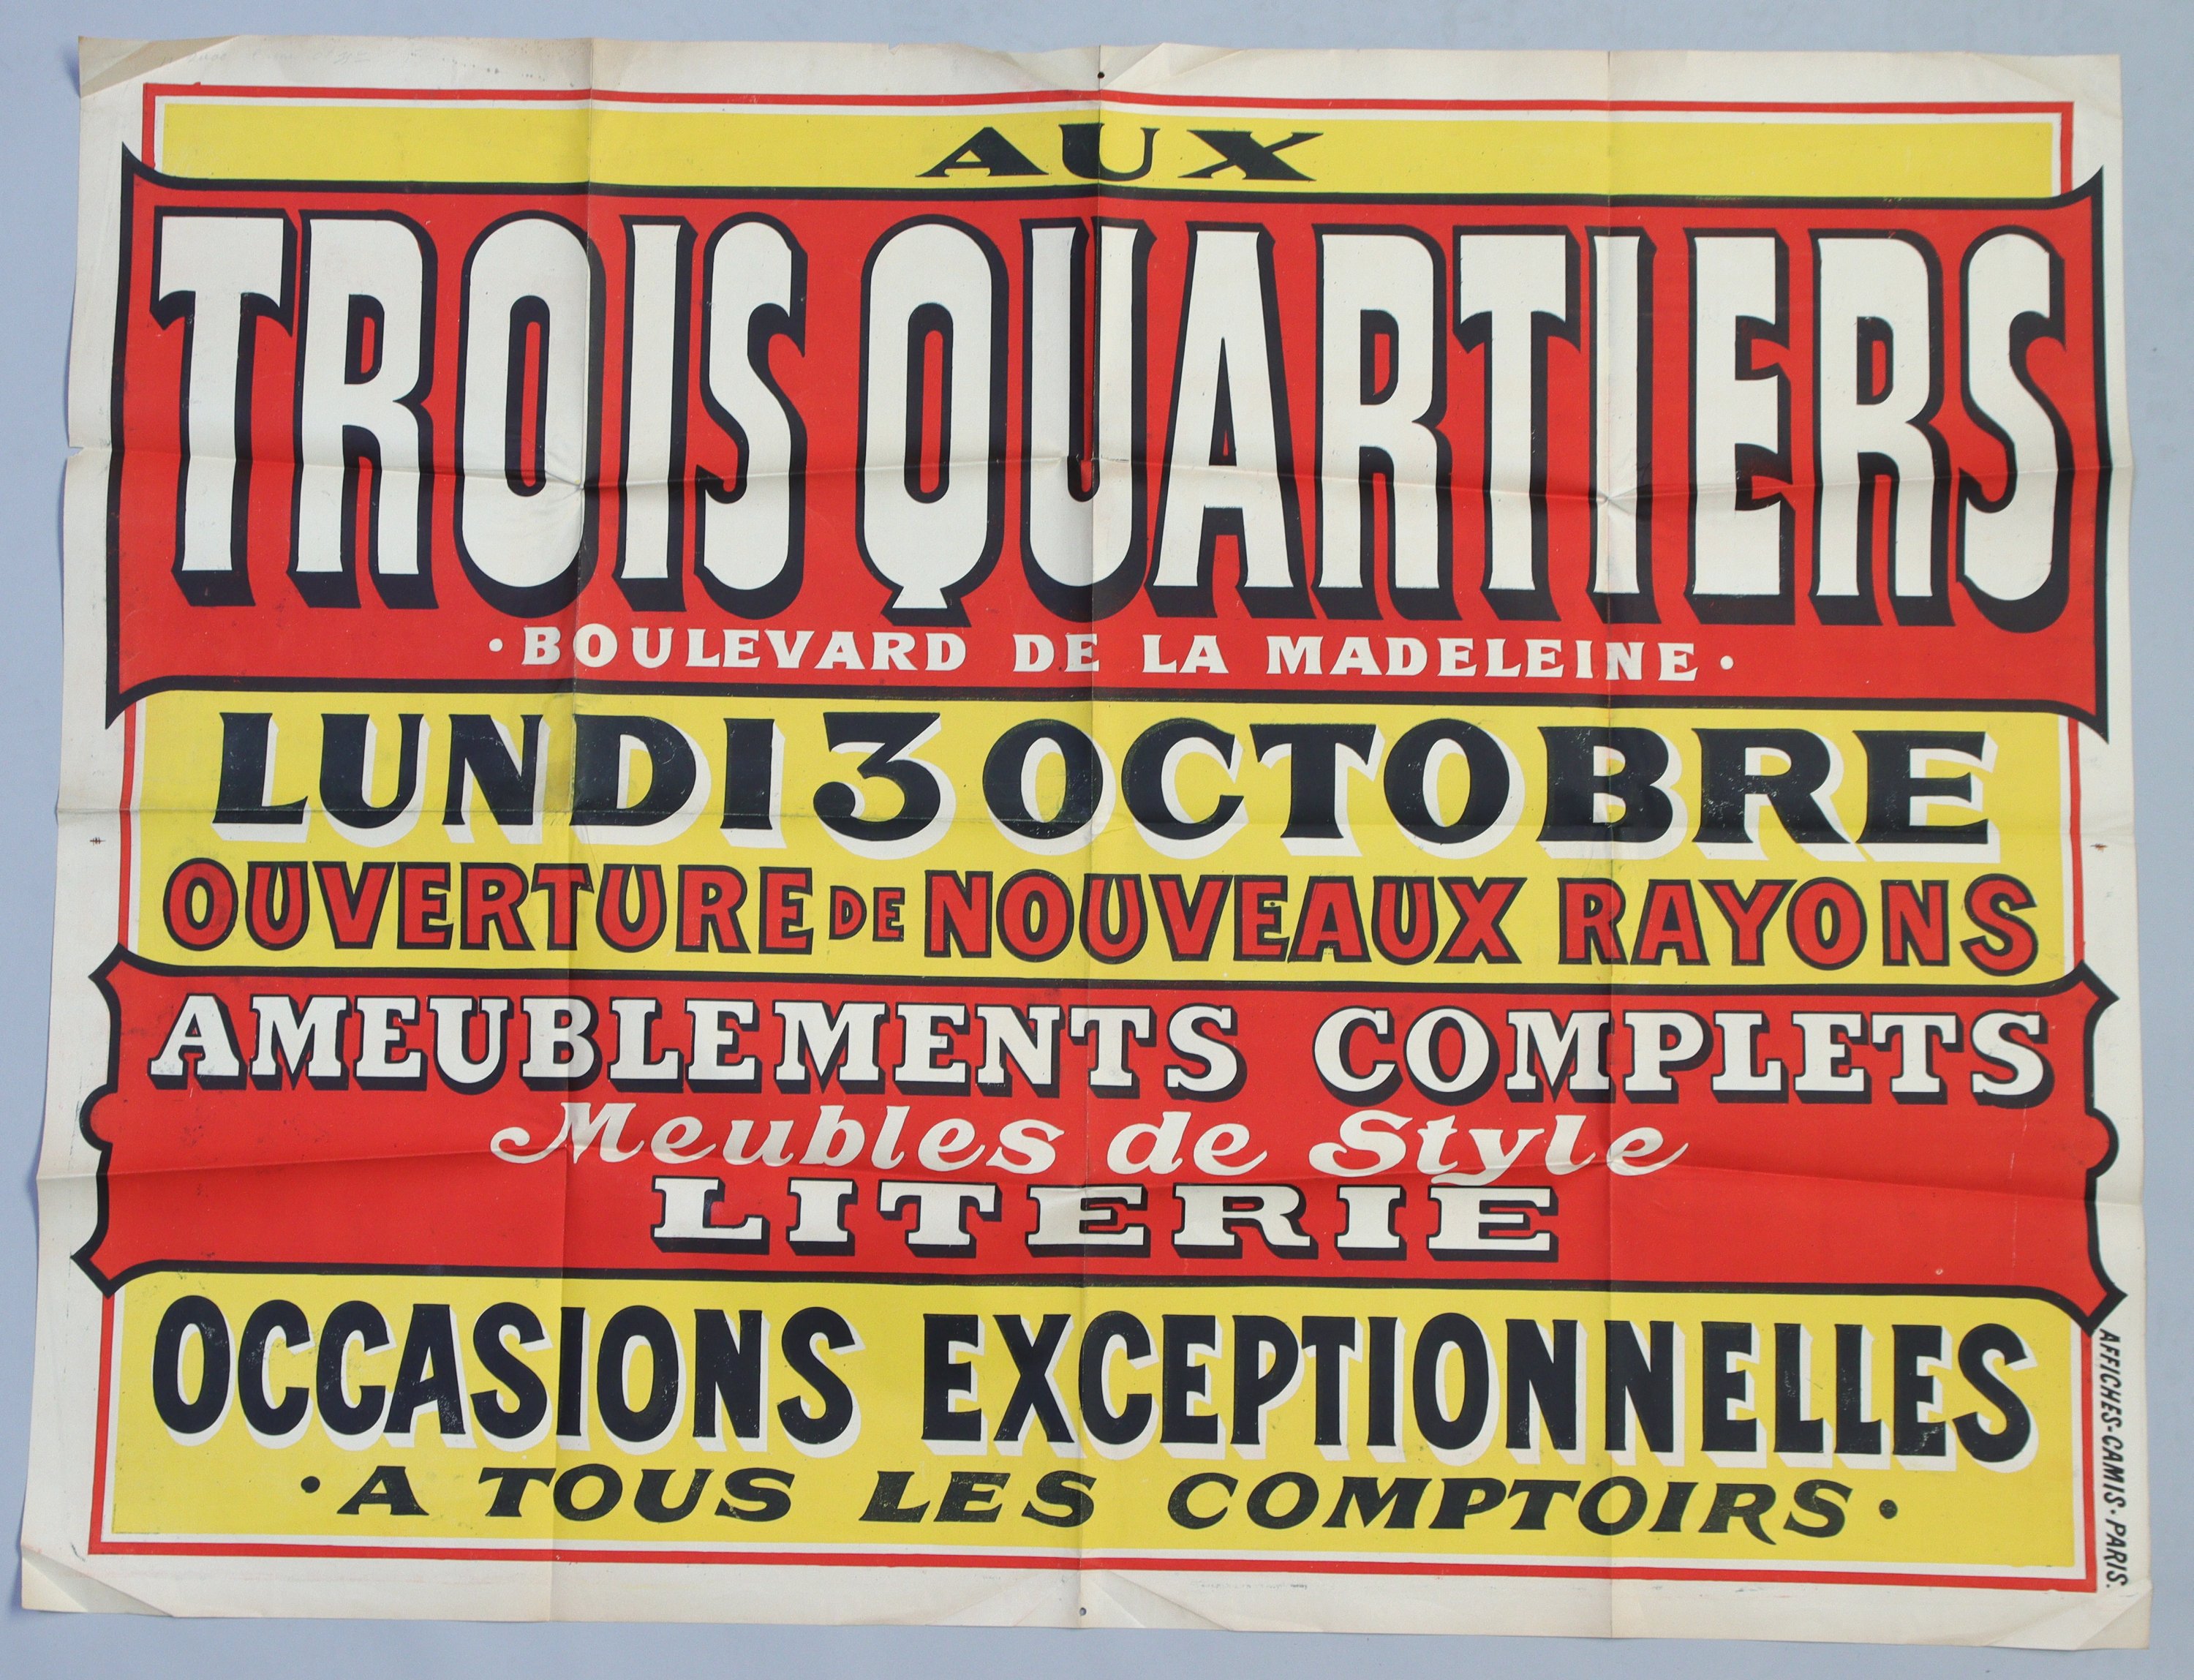 AUX
TROIS QUARTIERS
• BOULEVARD DE LA MADELEINE •
LUNDI 3 OCTOBRE
OUVERTURE DE NOUVEAUX RAYONS
AMEUBLEMENTS COMPLETS
Meubles de Style
LITERIE
OCCASIONS EXCEPTIONNELLES
• A TOUS LES COMPTOIRS •
AFFICHES-CAMIS • PARIS.